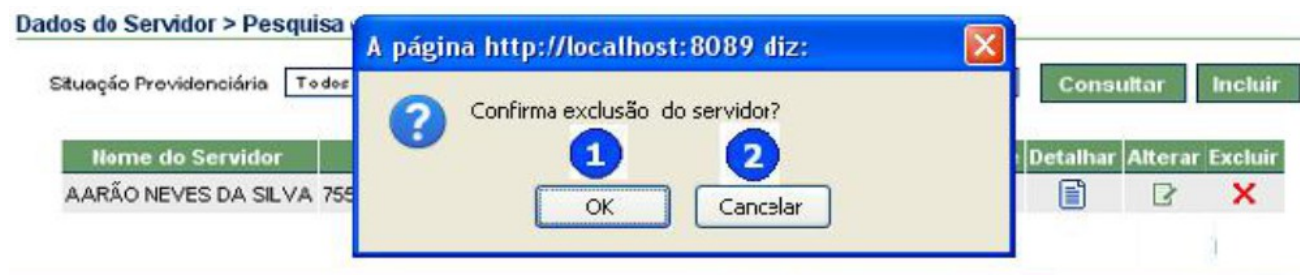 Dados do Servidor > Pesquisa
A página http://localhost:8089 diz:
Situação Previdenciária Todos
Consultar Incluir
Confirma exclusão do servidor?
1 2
Nome do Servidor Detalhar Alterar Excluir
AARÃO NEVES DA SILVA 755
OK Cancelar